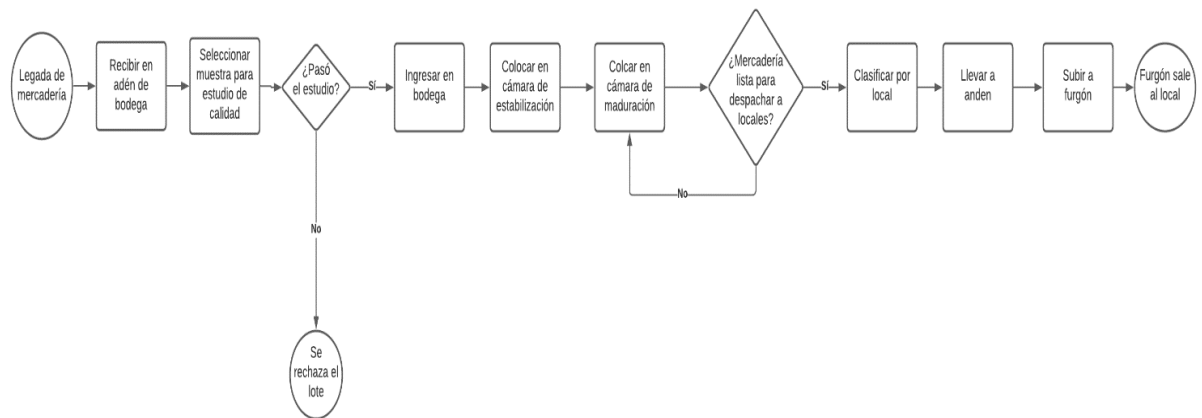 Legada de
mercadería
Recibir en
adén de
bodega
Seleccionar
muestra para
estudio de
calidad
¿Pasó
el estudio?
Sí
Ingresar en
bodega
Colocar en
cámara de
estabilización
Colcar en
cámara de
maduración
¿Mercadería
lista para
despachar a
locales?
Sí
Clasificar por
local
Llevar a
anden
Subir a
furgón
Furgón sale
al local
No
No
Se
rechaza el
lote